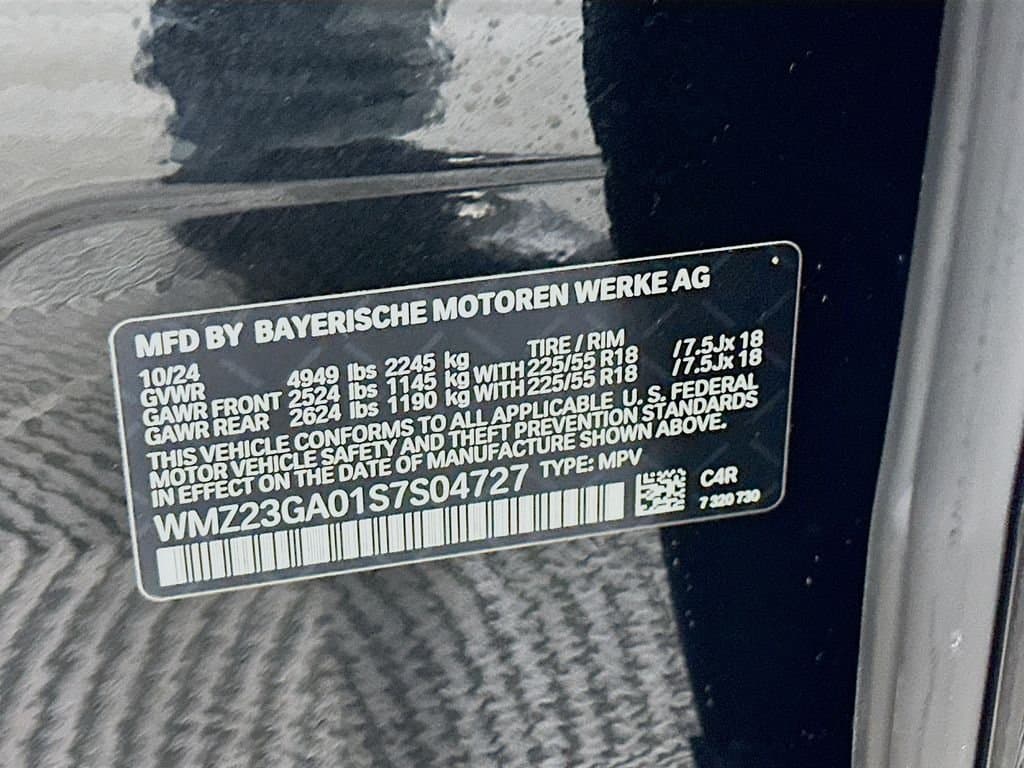 MFD BY BAYERISCHE MOTOREN WERKE AG
10/24 TIRE / RIM
GVWR 4949 lbs 2245 kg
GAWR FRONT 2524 lbs 1145 kg WITH 225/55 R18 /7.5Jx 18
GAWR REAR 2624 lbs 1190 kg WITH 225/55 R18 /7.5Jx 18
THIS VEHICLE CONFORMS TO ALL APPLICABLE U. S. FEDERAL
MOTOR VEHICLE SAFETY AND THEFT PREVENTION STANDARDS
IN EFFECT ON THE DATE OF MANUFACTURE SHOWN ABOVE.
WMZ23GA01S7S04727 TYPE: MPV
C4R
7 320 730